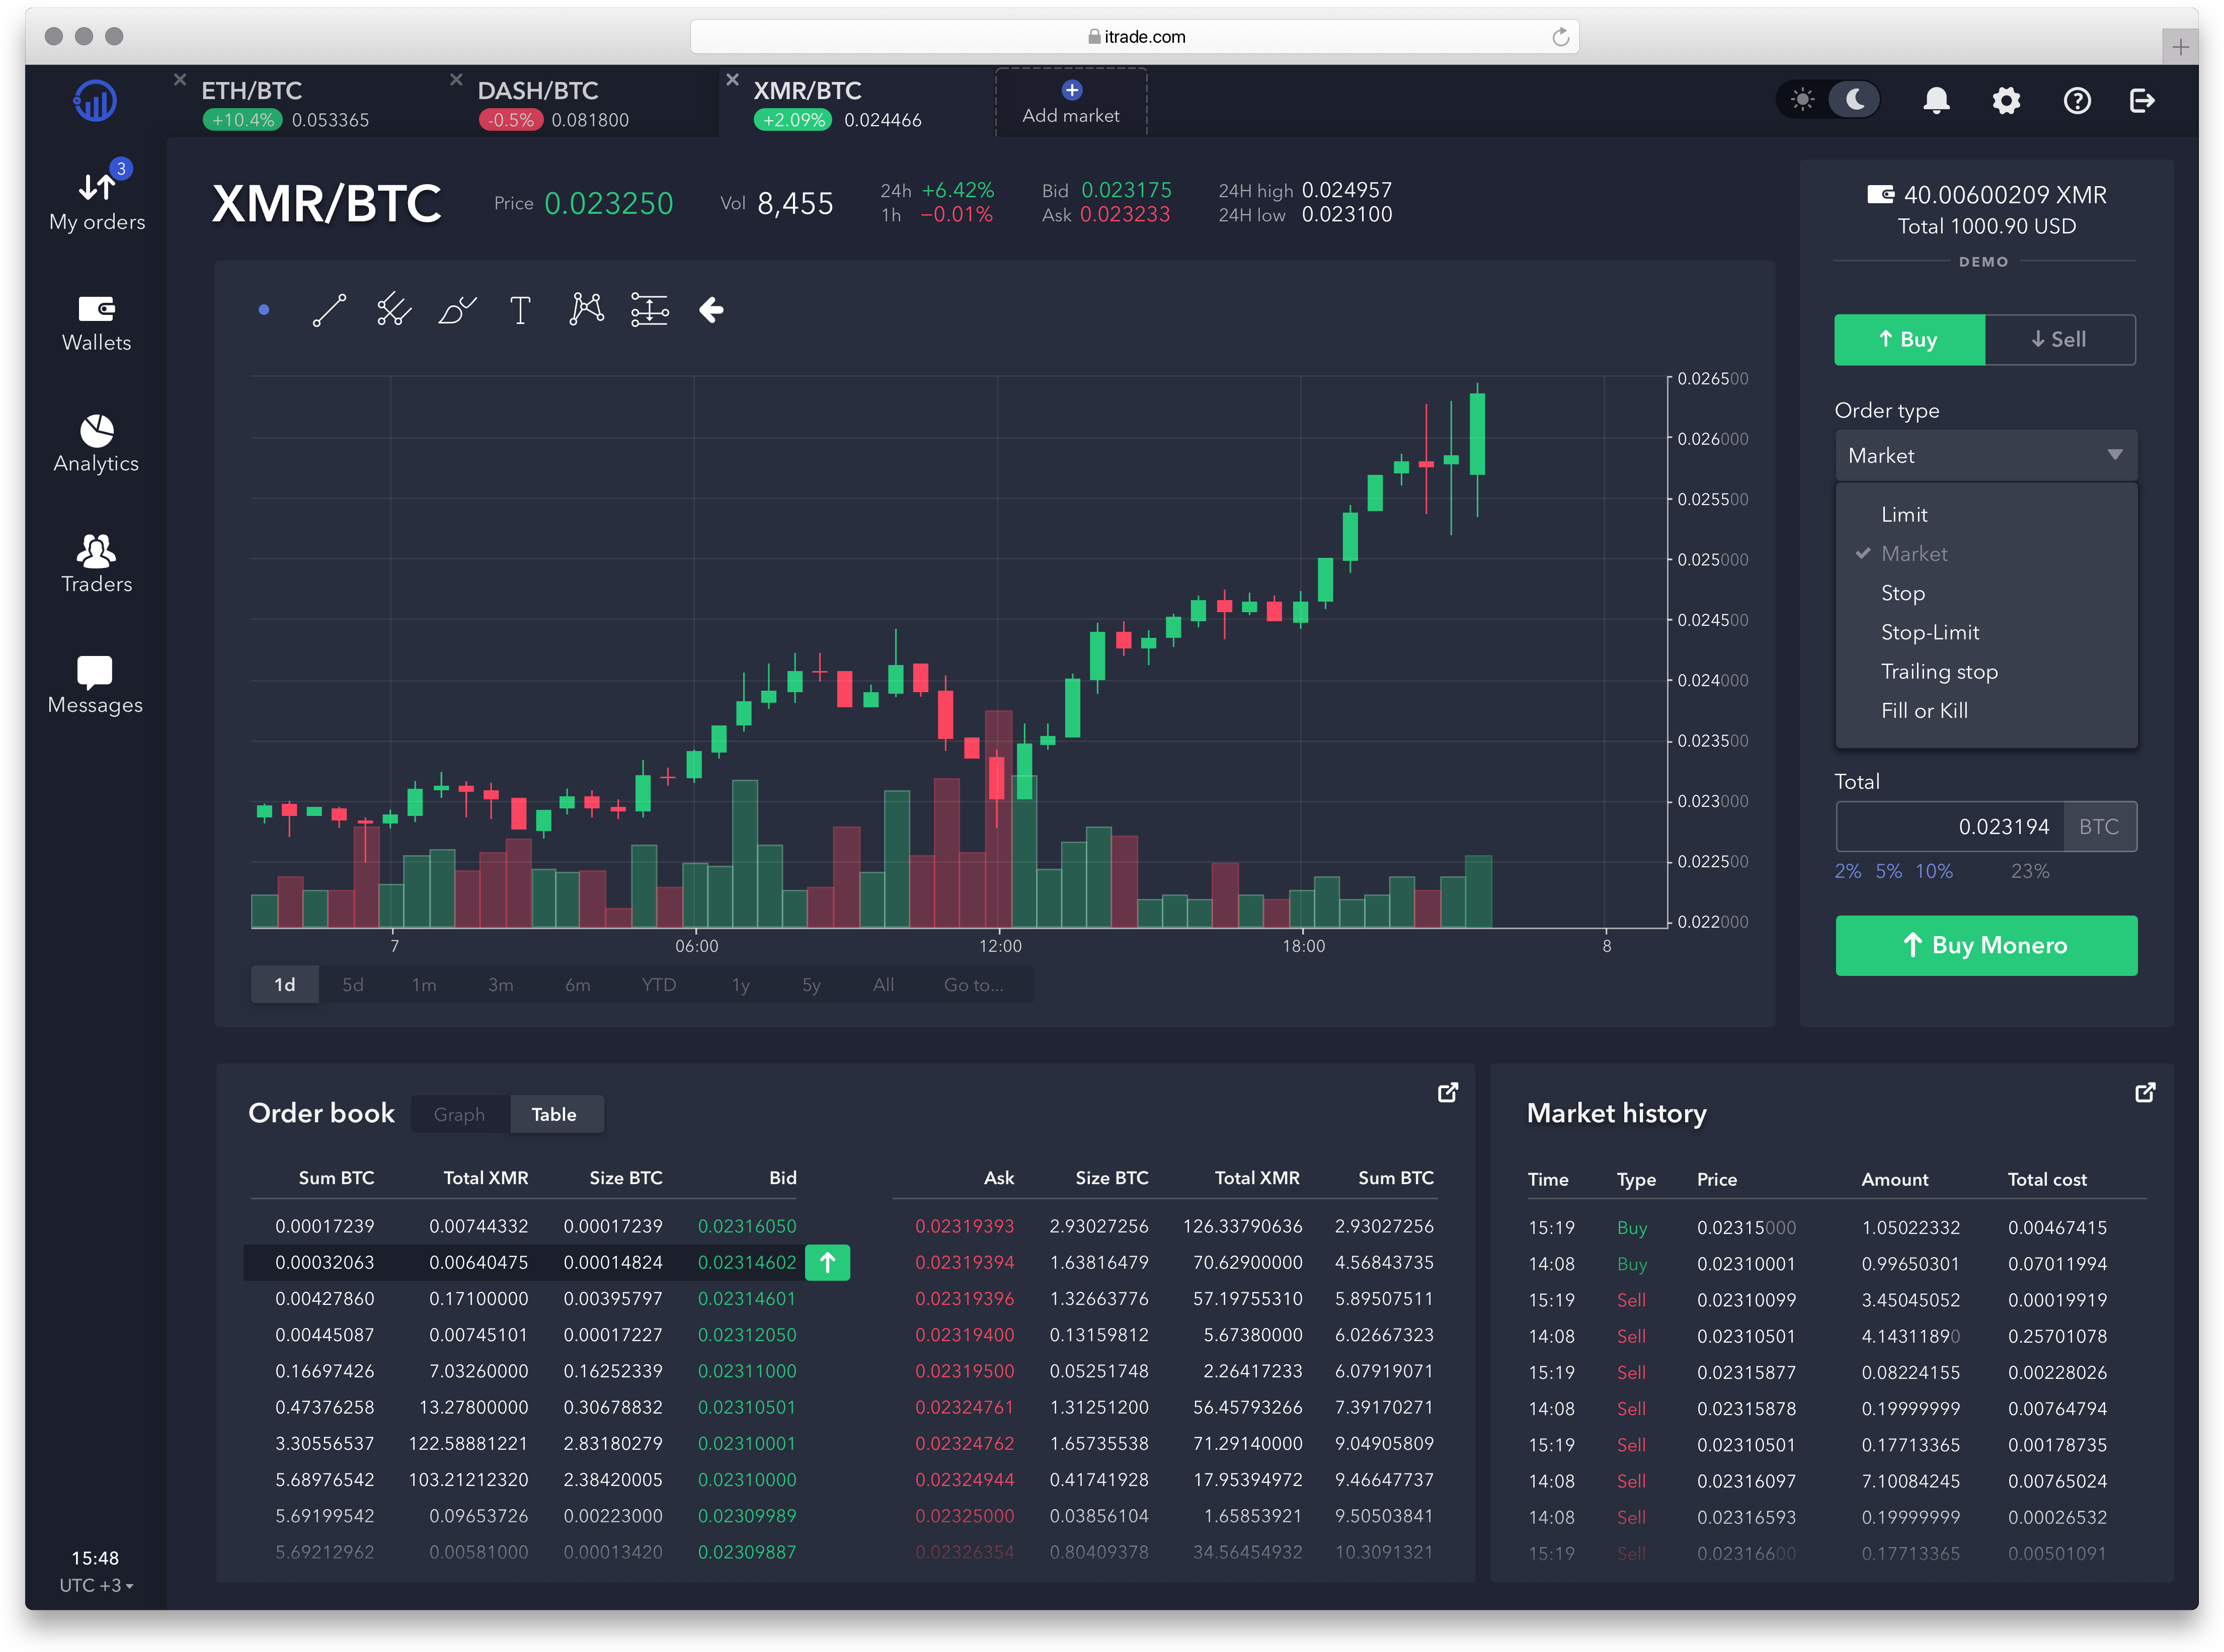 itrade.com
ETH/BTC
+10.4% 0.053365
DASH/BTC
-0.5% 0.081800
XMR/BTC
+2.09% 0.024466
Add market
3
My orders
Wallets
Analytics
Traders
Messages
15:48
UTC +3
XMR/BTC
Price 0.023250
Vol 8,455
24h +6.42%
1h −0.01%
Bid 0.023175
Ask 0.023233
24H high 0.024957
24H low 0.023100
T
0.026500
0.026000
0.025500
0.025000
0.024500
0.024000
0.023500
0.023000
0.022500
0.022000
7 06:00 12:00 18:00 8
1d 5d 1m 3m 6m YTD 1y 5y All Go to...
40.00600209 XMR
Total 1000.90 USD
DEMO
Buy Sell
Order type
Market
Limit
Market
Stop
Stop-Limit
Trailing stop
Fill or Kill
Total
0.023194 BTC
2% 5% 10% 23%
Buy Monero
Order book Graph Table
Sum BTC Total XMR Size BTC Bid Ask Size BTC Total XMR Sum BTC
0.00017239 0.00744332 0.00017239 0.02316050 0.02319393 2.93027256 126.33790636 2.93027256
0.00032063 0.00640475 0.00014824 0.02314602 0.02319394 1.63816479 70.62900000 4.56843735
0.00427860 0.17100000 0.00395797 0.02314601 0.02319396 1.32663776 57.19755310 5.89507511
0.00445087 0.00745101 0.00017227 0.02312050 0.02319400 0.13159812 5.67380000 6.02667323
0.16697426 7.03260000 0.16252339 0.02311000 0.02319500 0.05251748 2.26417233 6.07919071
0.47376258 13.27800000 0.30678832 0.02310501 0.02324761 1.31251200 56.45793266 7.39170271
3.30556537 122.58881221 2.83180279 0.02310001 0.02324762 1.65735538 71.29140000 9.04905809
5.68976542 103.21212320 2.38420005 0.02310000 0.02324944 0.41741928 17.95394972 9.46647737
5.69199542 0.09653726 0.00223000 0.02309989 0.02325000 0.03856104 1.65853921 9.50503841
5.69212962 0.00581000 0.00013420 0.02309887 0.02326354 0.80409378 34.56454932 10.3091321
Market history
Time Type Price Amount Total cost
15:19 Buy 0.02315000 1.05022332 0.00467415
14:08 Buy 0.02310001 0.99650301 0.07011994
15:19 Sell 0.02310099 3.45045052 0.00019919
14:08 Sell 0.02310501 4.14311890 0.25701078
15:19 Sell 0.02315877 0.08224155 0.00228026
14:08 Sell 0.02315878 0.19999999 0.00764794
15:19 Sell 0.02310501 0.17713365 0.00178735
14:08 Sell 0.02316097 7.10084245 0.00765024
14:08 Sell 0.02316593 0.19999999 0.00026532
15:19 Sell 0.02316600 0.17713365 0.00501091